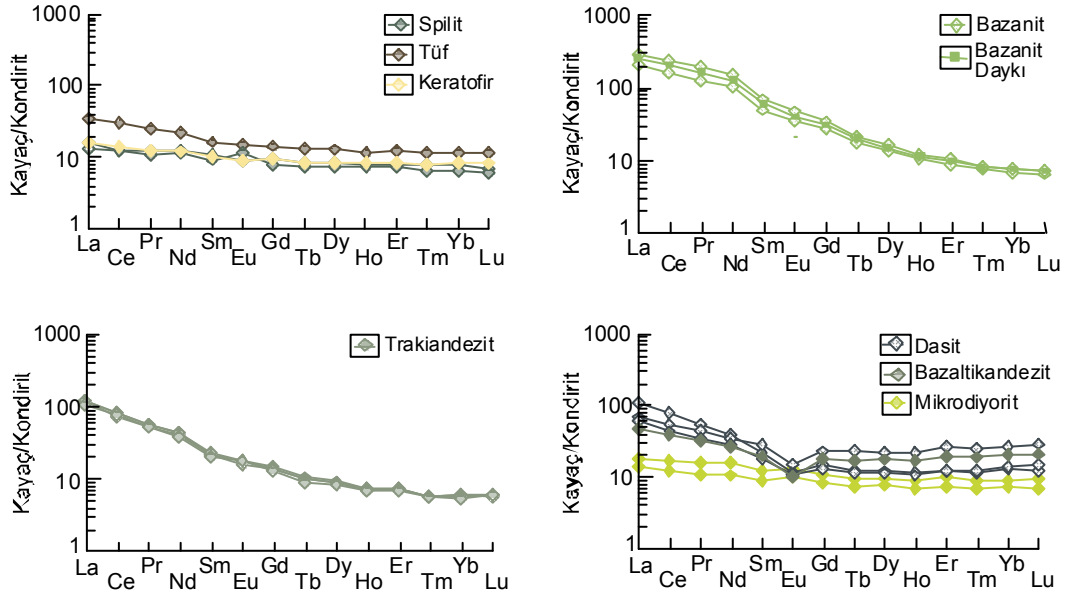 1000
100
10
1
Kayaç/Kondirit
Spilit
Tüf
Keratofir
La Ce Pr Nd Sm Eu Gd Tb Dy Ho Er Tm Yb Lu
1000
100
10
1
Kayaç/Kondirit
Bazanit
Bazanit
Daykı
La Ce Pr Nd Sm Eu Gd Tb Dy Ho Er Tm Yb Lu
1000
100
10
1
Kayaç/Kondiril
Trakiandezit
La Ce Pr Nd Sm Eu Gd Tb Dy Ho Er Tm Yb Lu
1000
100
10
1
Kayaç/Kondirit
Dasit
Bazaltikandezit
Mikrodiyorit
La Ce Pr Nd Sm Eu Gd Tb Dy Ho Er Tm Yb Lu